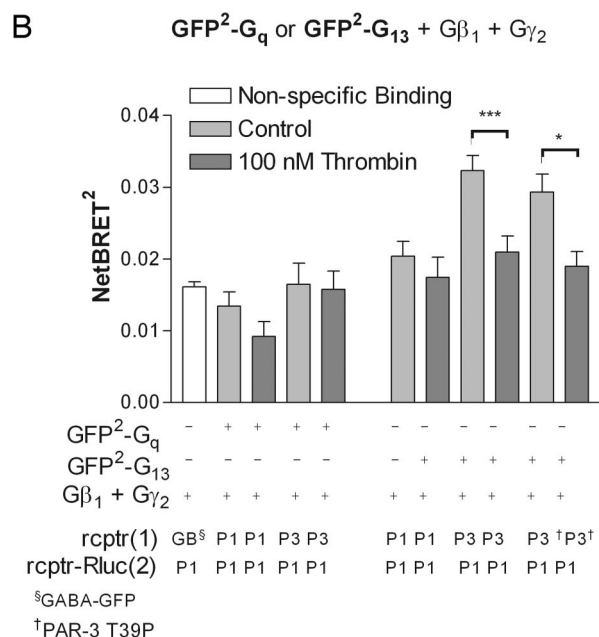 B
GFP²-Gq or GFP²-G₁₃ + Gβ₁ + Gγ₂
Non-specific Binding
Control
100 nM Thrombin
***
*
NetBRET²
0.04
0.03
0.02
0.01
0.00
GFP²-Gq - + + + + - - - - - -
GFP²-G₁₃ - - - - - - + + + + +
Gβ₁ + Gγ₂ + + + + + + + + + + +
rcptr(1) GB§ P1 P1 P3 P3 P1 P1 P3 P3 P3 †P3†
rcptr-Rluc(2) P1 P1 P1 P1 P1 P1 P1 P1 P1 P1 P1
§GABA-GFP
†PAR-3 T39P